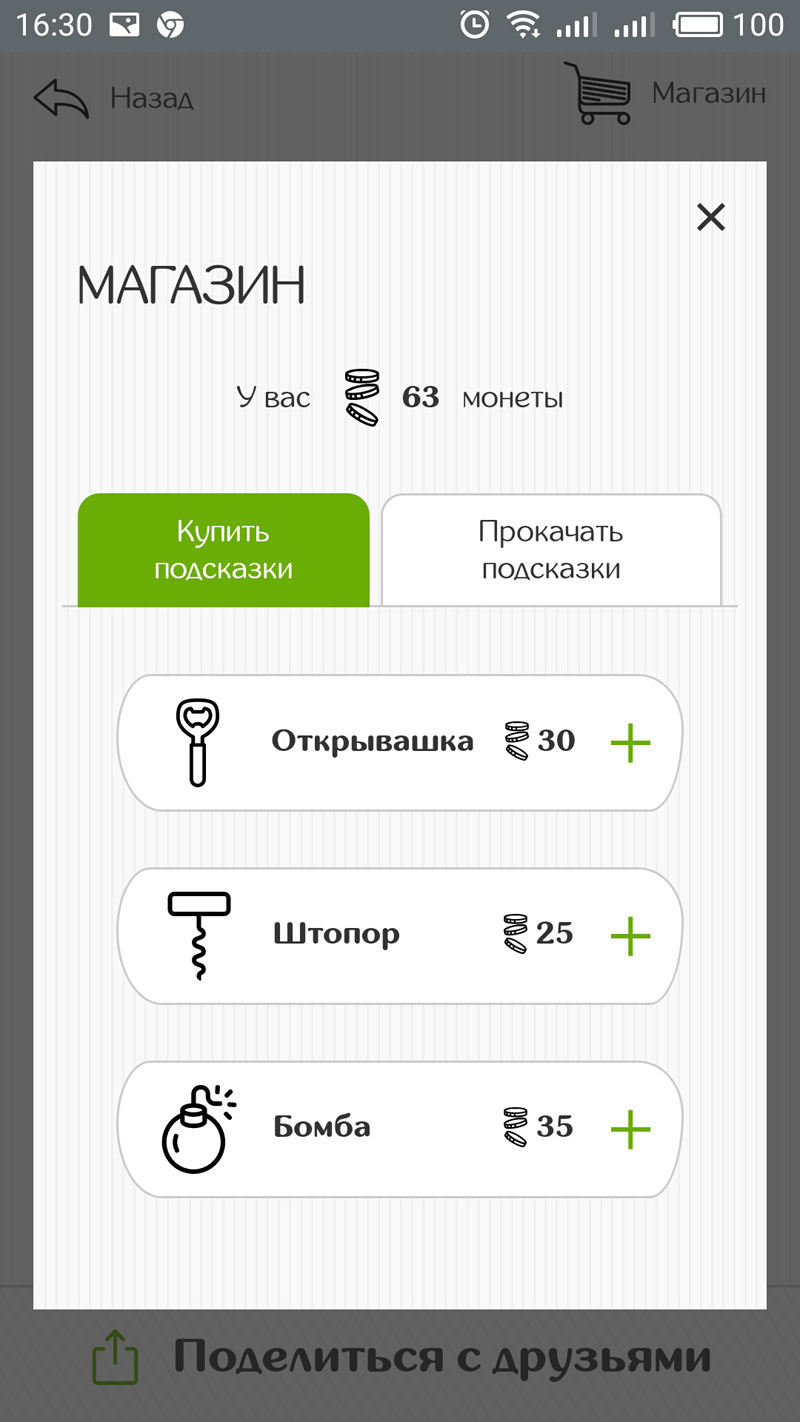 16:30 100
Назад Магазин
МАГАЗИН
У вас 63 монеты
Купить
подсказки
Прокачать
подсказки
Открывашка 30
Штопор 25
Бомба 35
Поделиться с друзьями